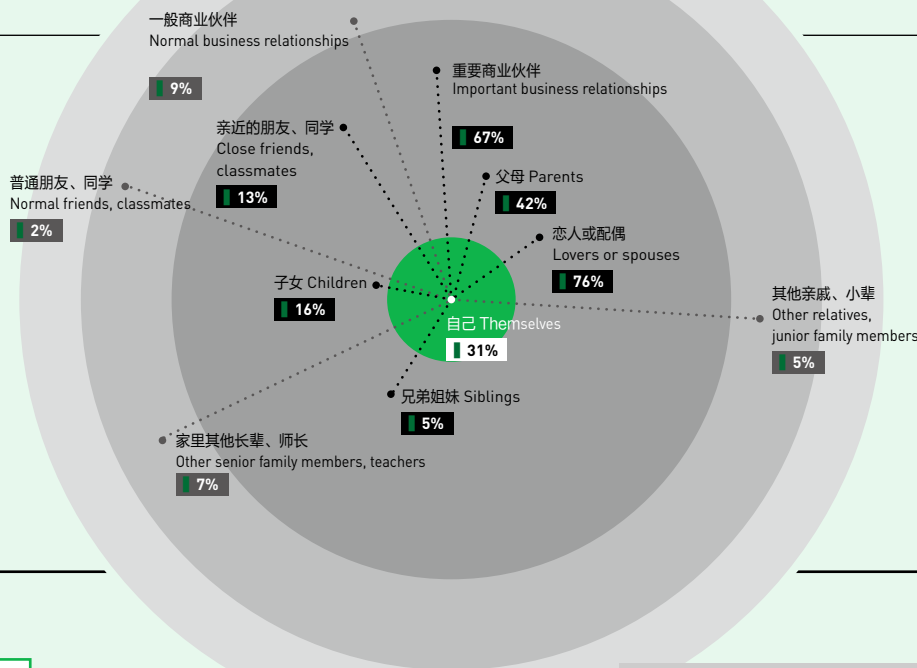 一般商业伙伴
Normal business relationships
9%
重要商业伙伴
Important business relationships
67%
亲近的朋友、同学
Close friends,
classmates
13%
父母 Parents
42%
普通朋友、同学
Normal friends, classmates
2%
恋人或配偶
Lovers or spouses
76%
子女 Children
16%
其他亲戚、小辈
Other relatives,
junior family members
5%
自己 Themselves
31%
兄弟姐妹 Siblings
5%
家里其他长辈、师长
Other senior family members, teachers
7%